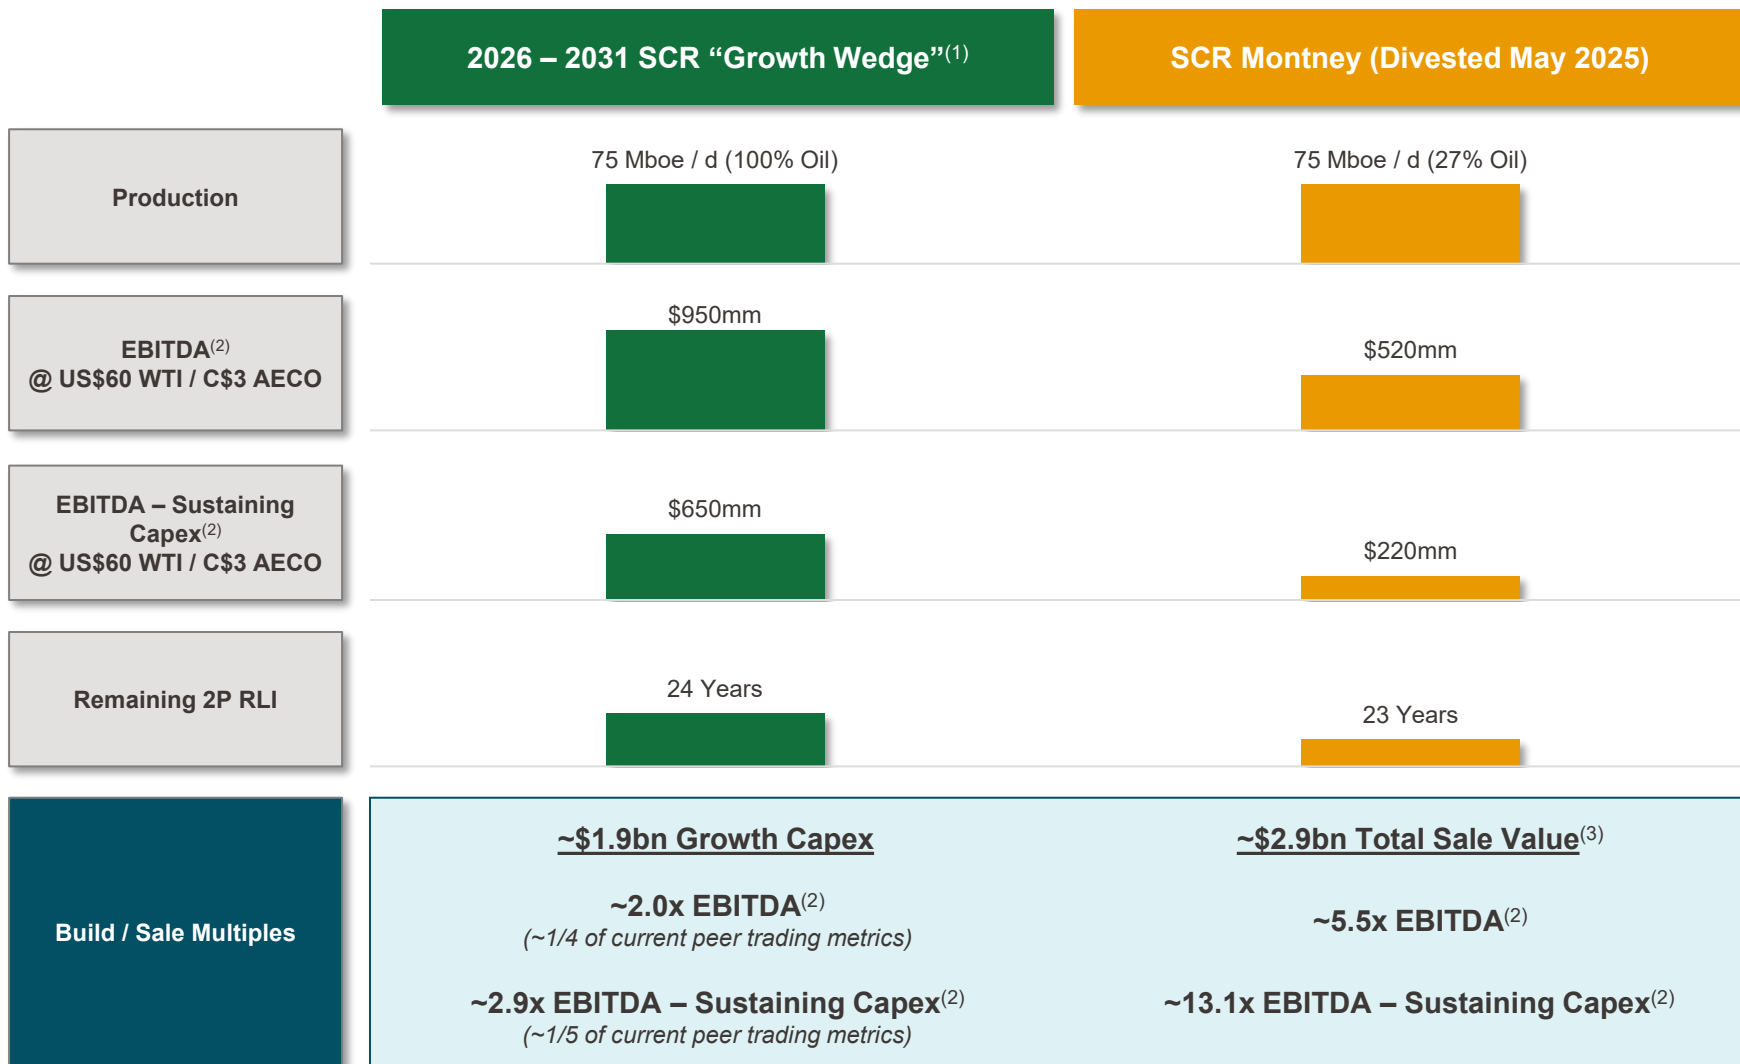 2026 – 2031 SCR “Growth Wedge”(1)
SCR Montney (Divested May 2025)
Production
75 Mboe / d (100% Oil)
75 Mboe / d (27% Oil)
EBITDA(2)
@ US$60 WTI / C$3 AECO
$950mm
$520mm
EBITDA – Sustaining
Capex(2)
@ US$60 WTI / C$3 AECO
$650mm
$220mm
Remaining 2P RLI
24 Years
23 Years
Build / Sale Multiples
~$1.9bn Growth Capex
~2.0x EBITDA(2)
(~1/4 of current peer trading metrics)
~2.9x EBITDA – Sustaining Capex(2)
(~1/5 of current peer trading metrics)
~$2.9bn Total Sale Value(3)
~5.5x EBITDA(2)
~13.1x EBITDA – Sustaining Capex(2)